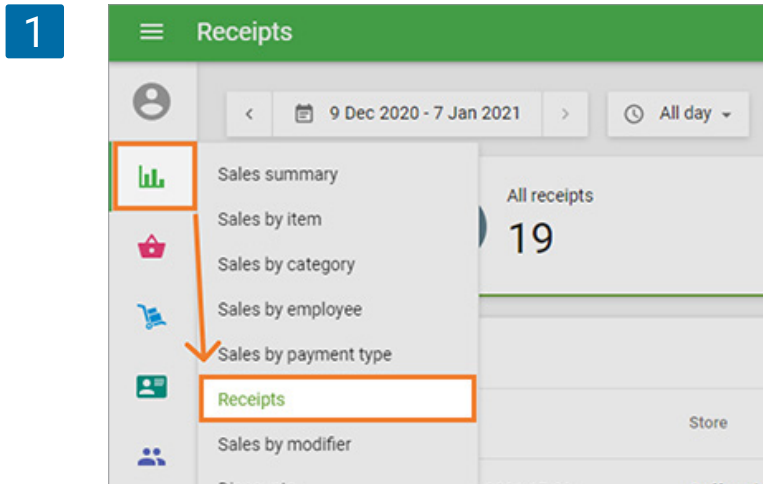 1
Receipts
9 Dec 2020 - 7 Jan 2021
All day
Sales summary
All receipts
19
Sales by item
Sales by category
Sales by employee
Sales by payment type
Receipts
Store
Sales by modifier